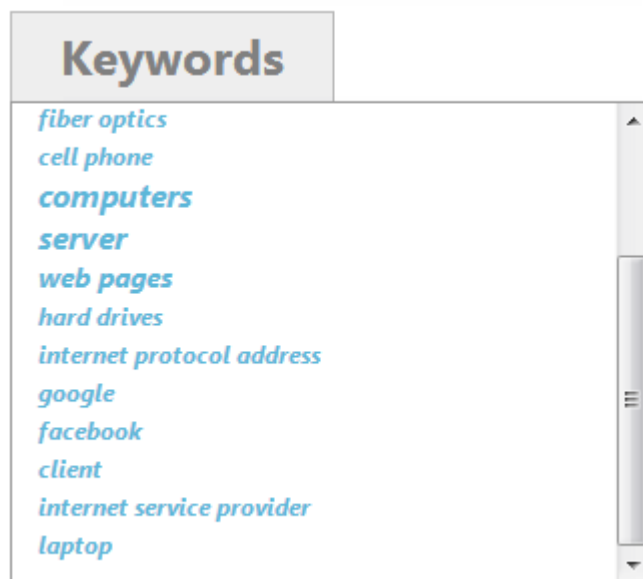 Keywords
fiber optics
cell phone
computers
server
web pages
hard drives
internet protocol address
google
facebook
client
internet service provider
laptop